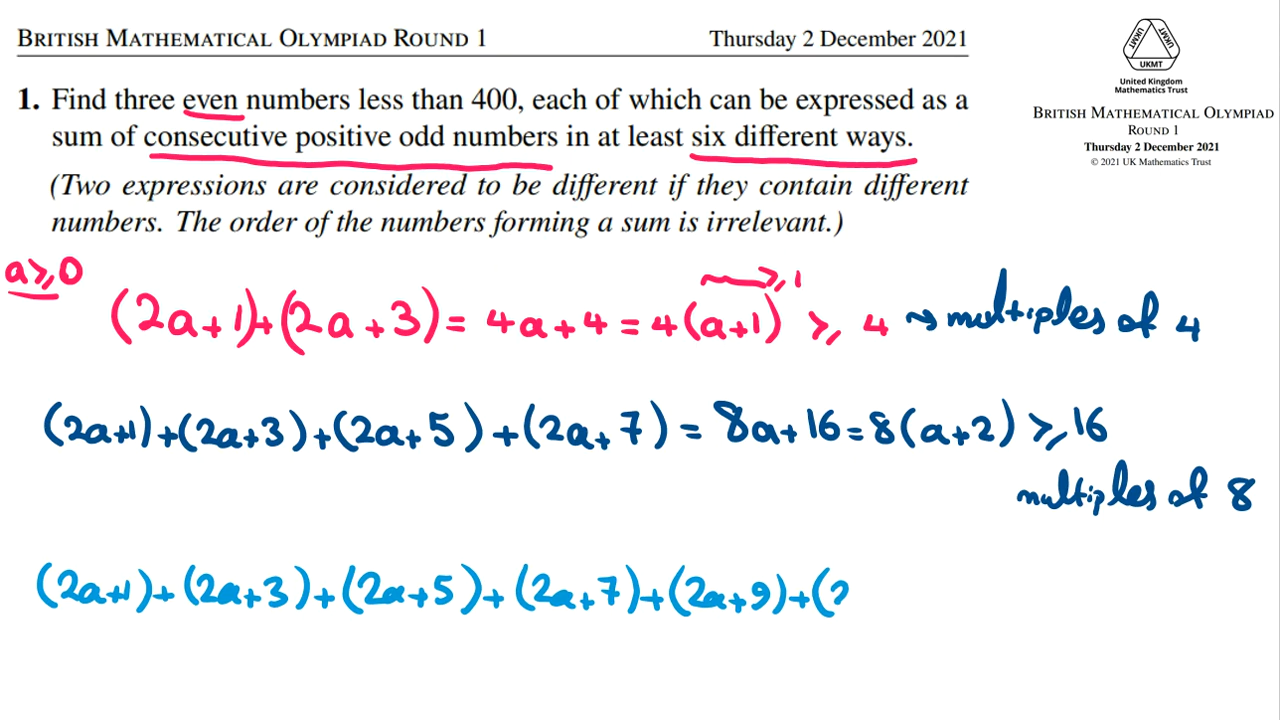 BRITISH MATHEMATICAL OLYMPIAD ROUND 1 Thursday 2 December 2021
1. Find three even numbers less than 400, each of which can be expressed as a
sum of consecutive positive odd numbers in at least six different ways.
(Two expressions are considered to be different if they contain different
numbers. The order of the numbers forming a sum is irrelevant.)
UKMT
UKMT
UKMT
United Kingdom
Mathematics Trust
BRITISH MATHEMATICAL OLYMPIAD
ROUND 1
Thursday 2 December 2021
© 2021 UK Mathematics Trust
a⩾0
⩾1
(2a+1)+(2a+3) = 4a+4 = 4(a+1) ⩾ 4 → multiples of 4
(2a+1)+(2a+3)+(2a+5)+(2a+7) = 8a+16 = 8(a+2) ⩾ 16
multiples of 8
(2a+1)+(2a+3)+(2a+5)+(2a+7)+(2a+9)+(2